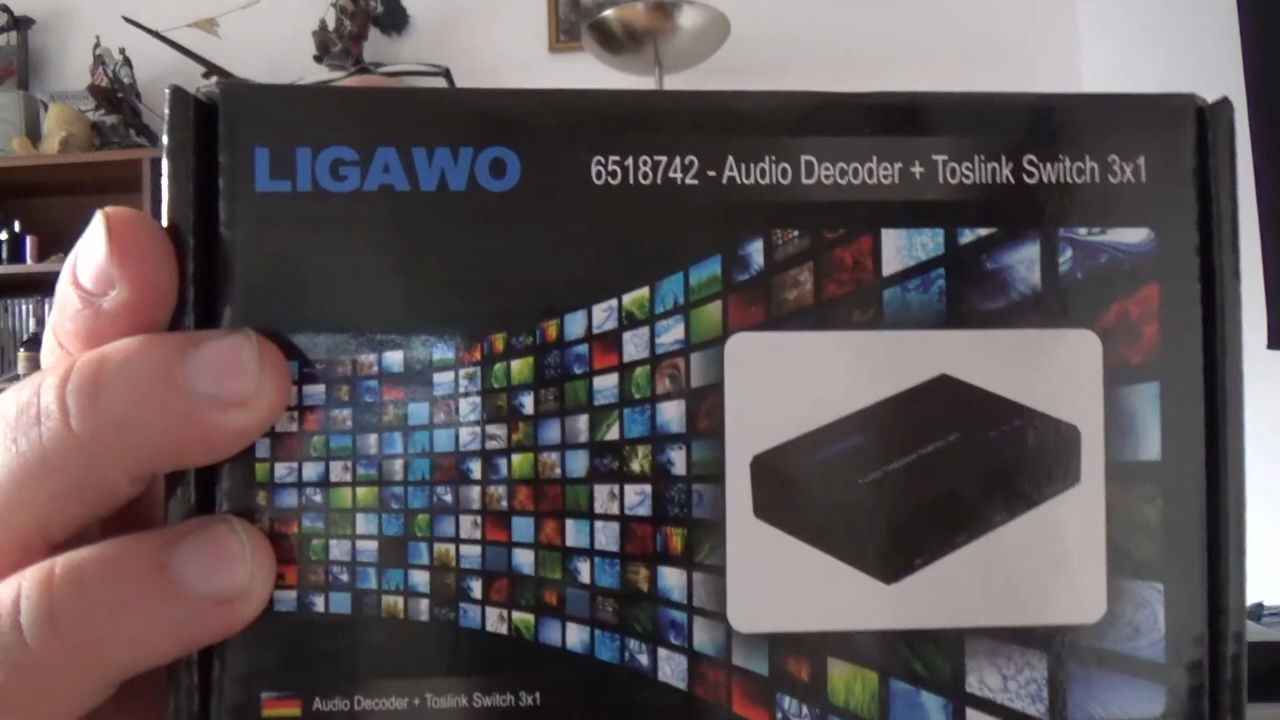 LIGAWO
6518742 - Audio Decoder + Toslink Switch 3x1
Audio Decoder + Toslink Switch 3x1